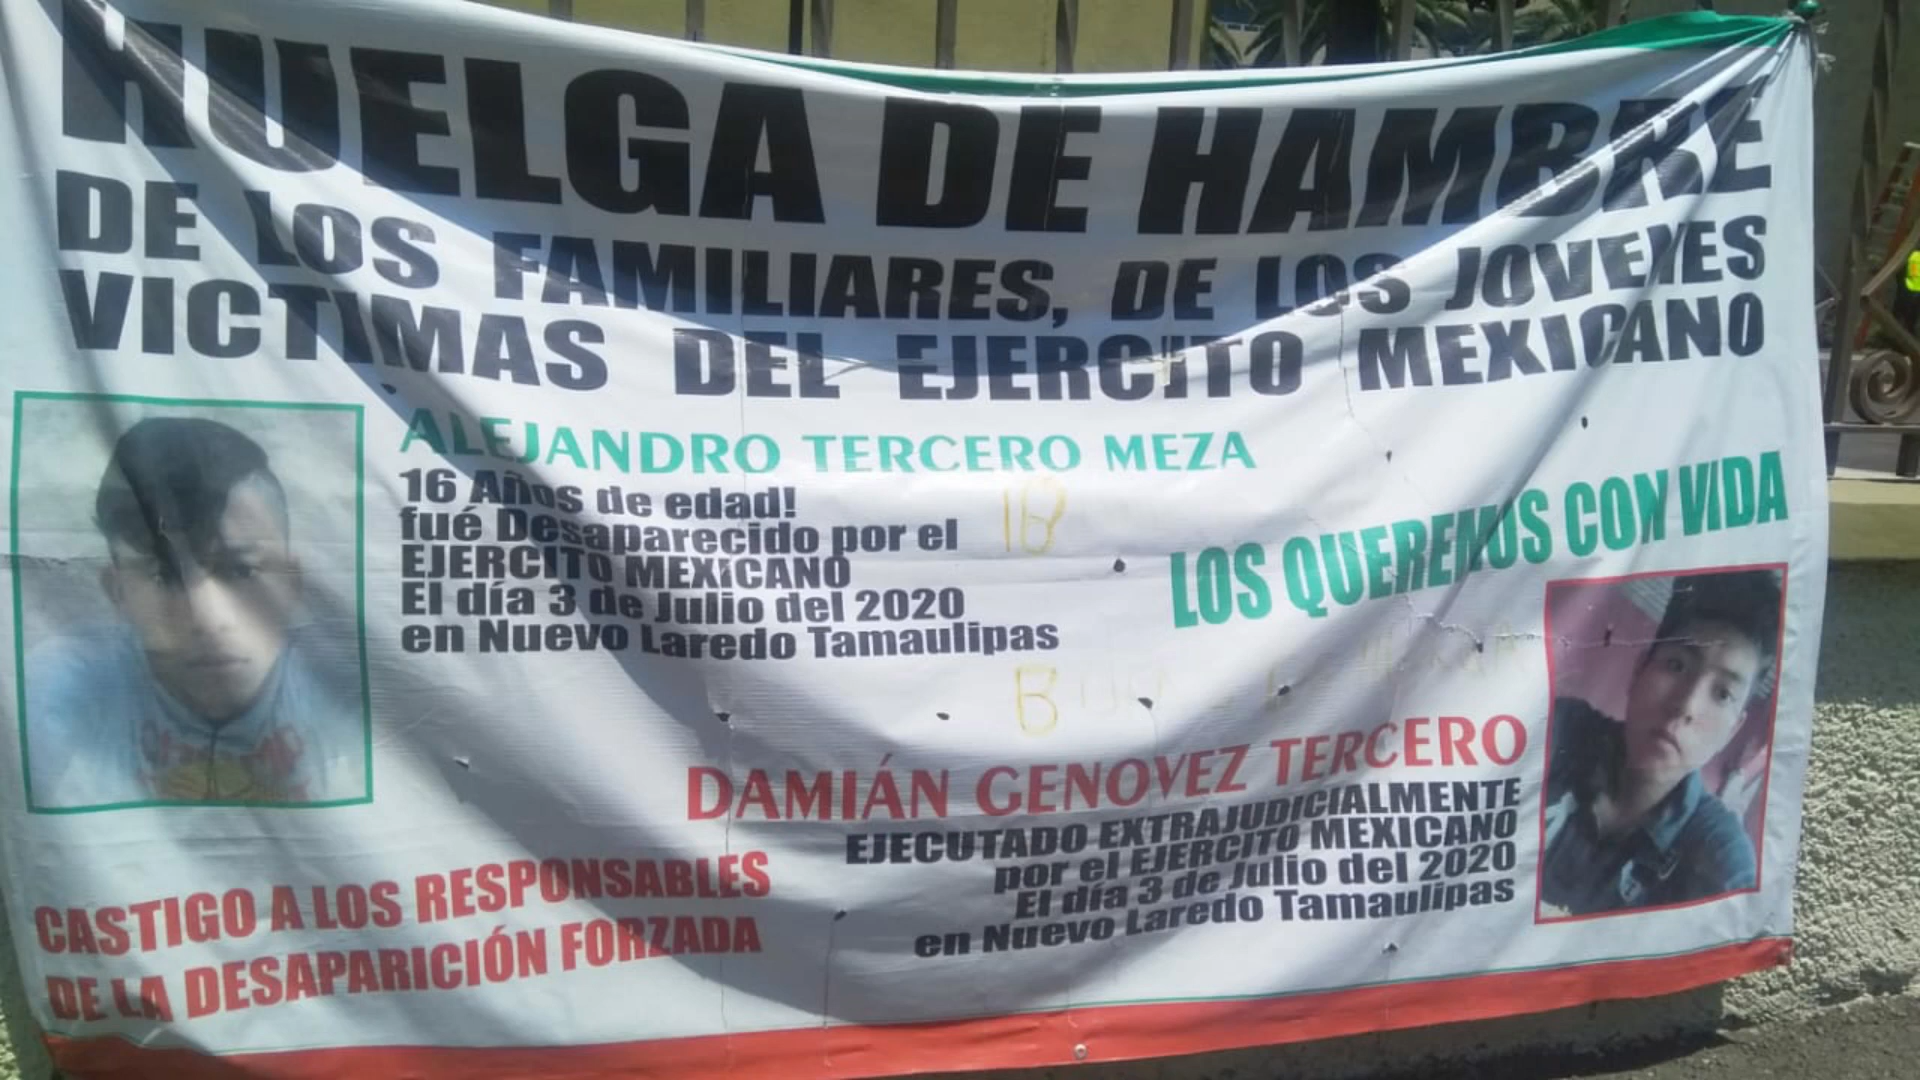 HUELGA DE HAMBRE
DE LOS FAMILIARES, DE LOS JOVENES
VICTIMAS DEL EJERCITO MEXICANO
ALEJANDRO TERCERO MEZA
16 Años de edad!
fué Desaparecido por el
EJERCITO MEXICANO
El día 3 de Julio del 2020
en Nuevo Laredo Tamaulipas
LOS QUEREMOS CON VIDA
DAMIÁN GENOVEZ TERCERO
EJECUTADO EXTRAJUDICIALMENTE
por el EJERCITO MEXICANO
El día 3 de Julio del 2020
en Nuevo Laredo Tamaulipas
CASTIGO A LOS RESPONSABLES
DE LA DESAPARICIÓN FORZADA